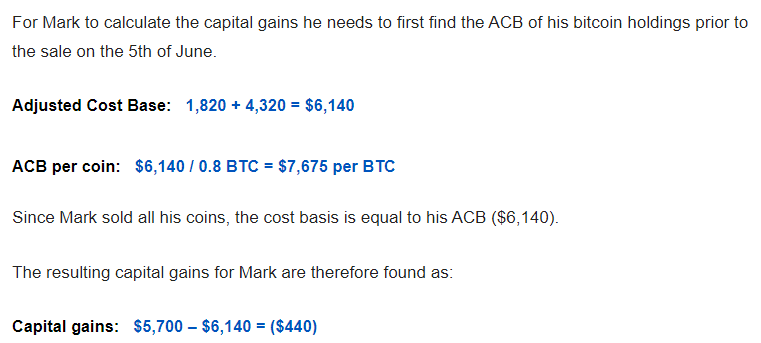 For Mark to calculate the capital gains he needs to first find the ACB of his bitcoin holdings prior to
the sale on the 5th of June.
Adjusted Cost Base: 1,820 + 4,320 = $6,140
ACB per coin: $6,140 / 0.8 BTC = $7,675 per BTC
Since Mark sold all his coins, the cost basis is equal to his ACB ($6,140).
The resulting capital gains for Mark are therefore found as:
Capital gains: $5,700 – $6,140 = ($440)